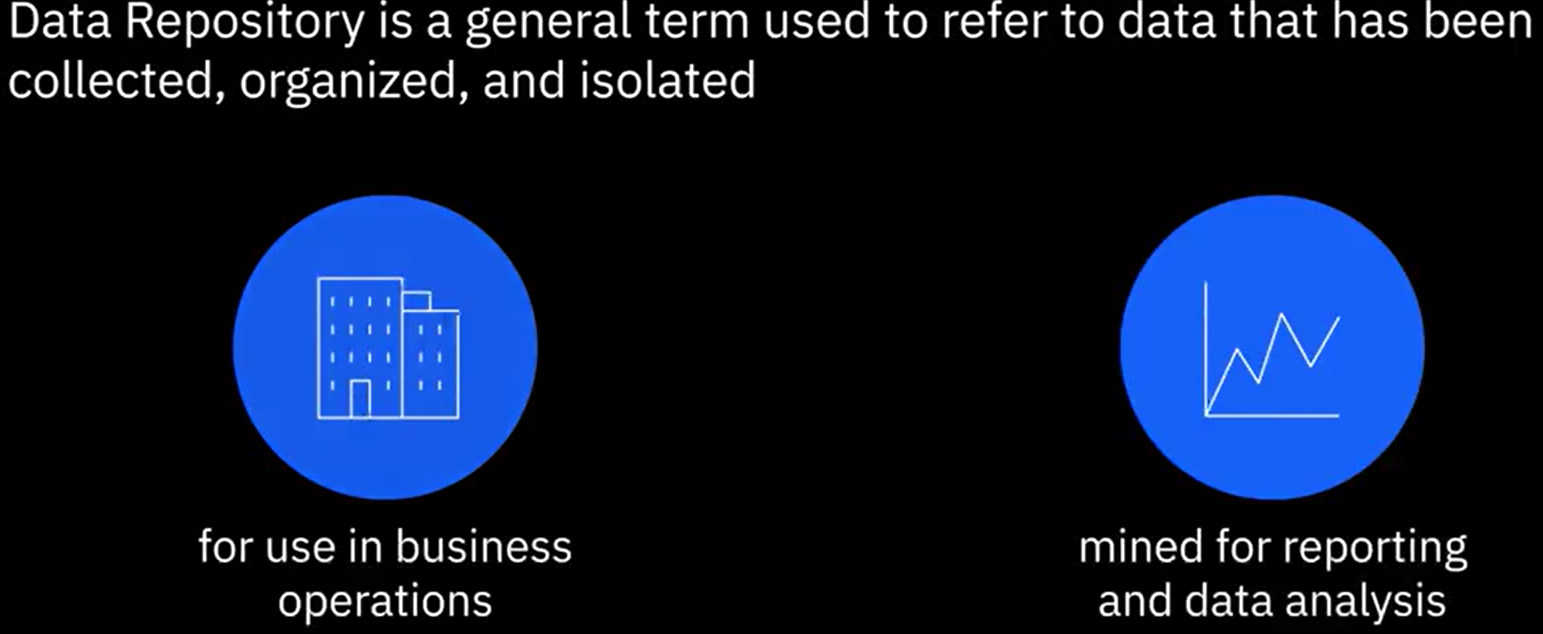 Data Repository is a general term used to refer to data that has been
collected, organized, and isolated
for use in business
operations
mined for reporting
and data analysis